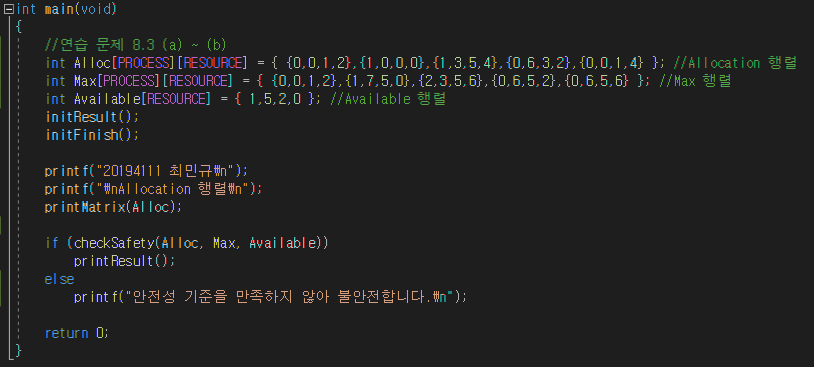 int main(void)
{
//연습 문제 8.3 (a) ~ (b)
int Alloc[PROCESS][RESOURCE] = { {0,0,1,2},{1,0,0,0},{1,3,5,4},{0,6,3,2},{0,0,1,4} }; //Allocation 행렬
int Max[PROCESS][RESOURCE] = { {0,0,1,2},{1,7,5,0},{2,3,5,6},{0,6,5,2},{0,6,5,6} }; //Max 행렬
int Available[RESOURCE] = { 1,5,2,0 }; //Available 행렬
initResult();
initFinish();
printf("20194111 최민규₩n");
printf("₩nAllocation 행렬₩n");
printMatrix(Alloc);
if (checkSafety(Alloc, Max, Available))
printResult();
else
printf("안전성 기준을 만족하지 않아 불안전합니다.₩n");
return 0;
}